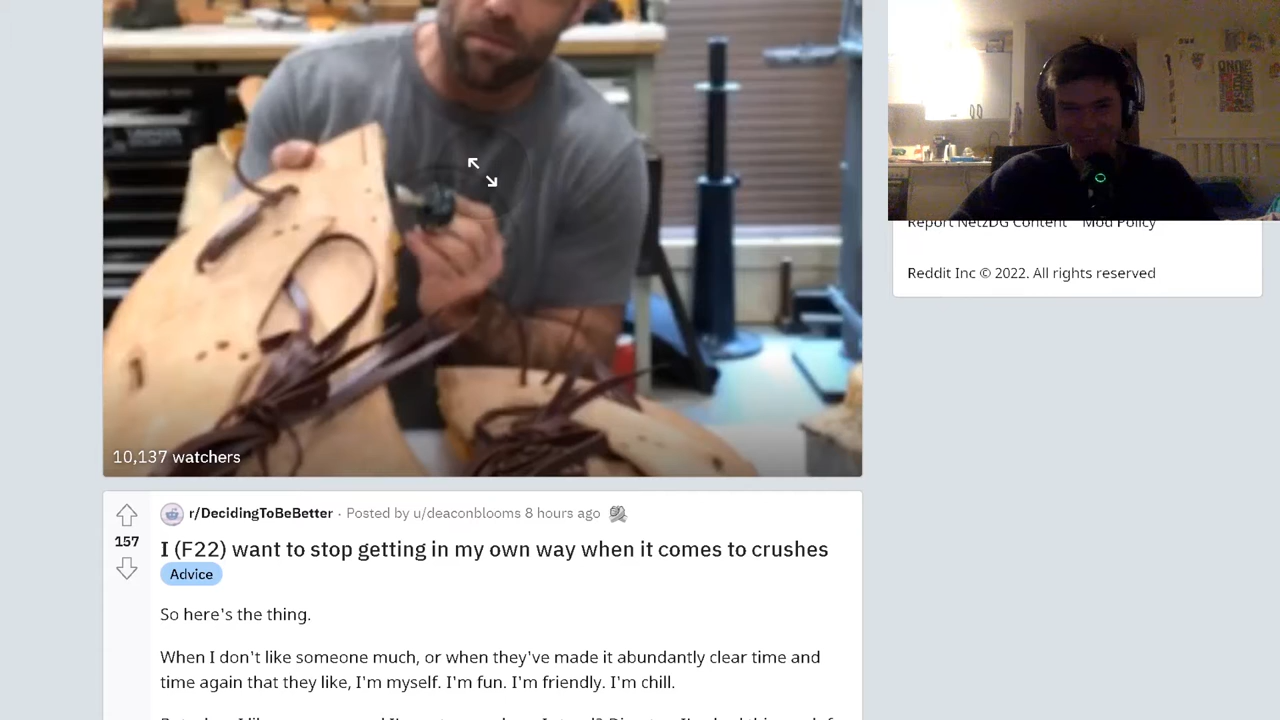 10,137 watchers
r/DecidingToBeBetter · Posted by u/deaconblooms 8 hours ago
157
I (F22) want to stop getting in my own way when it comes to crushes
Advice
So here's the thing.
When I don't like someone much, or when they've made it abundantly clear time and
time again that they like, I'm myself. I'm fun. I'm friendly. I'm chill.
Report NetzDG Content Mod Policy
Reddit Inc © 2022. All rights reserved